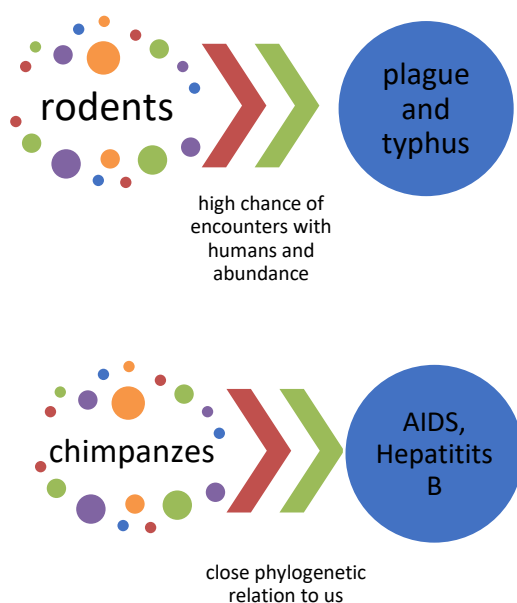 rodents
plague
and
typhus
high chance of
encounters with
humans and
abundance
chimpanzes
AIDS,
Hepatitits
B
close phylogenetic
relation to us